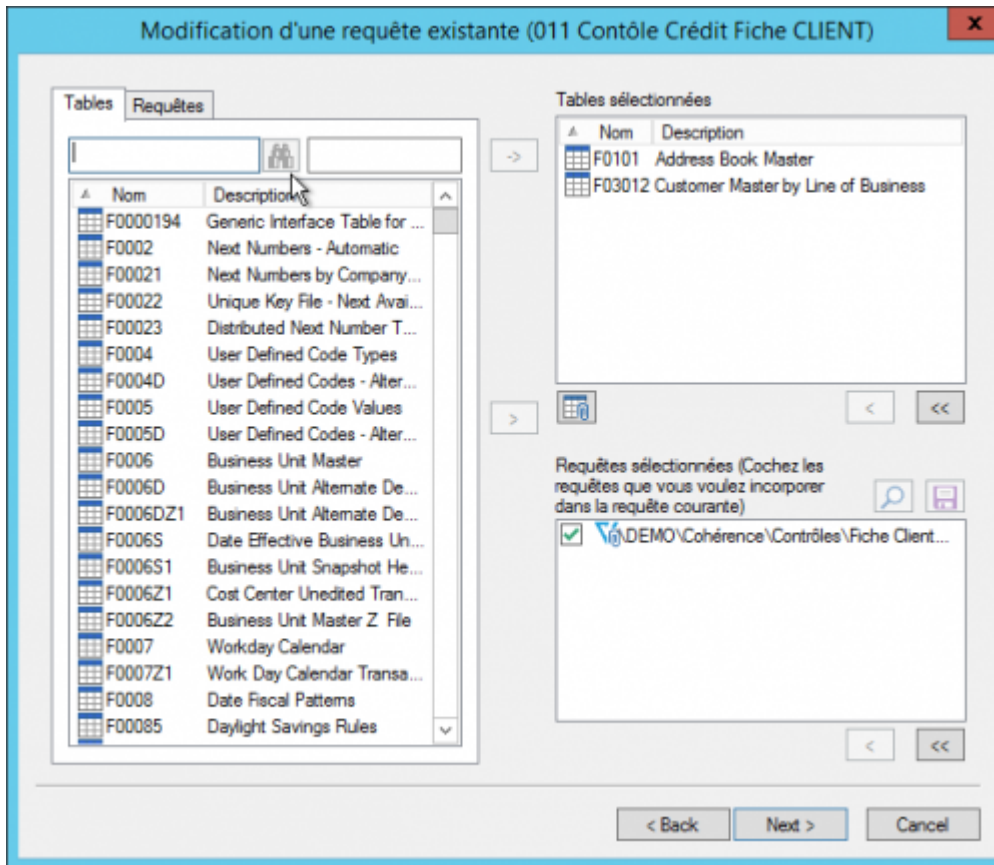 Modification d'une requête existante (011 Contôle Crédit Fiche CLIENT)
x
Tables
Requêtes
Nom Description
F0000194 Generic Interface Table for ...
F0002 Next Numbers - Automatic
F00021 Next Numbers by Company...
F00022 Unique Key File - Next Avai...
F00023 Distributed Next Number T...
F0004 User Defined Code Types
F0004D User Defined Codes - Alter...
F0005 User Defined Code Values
F0005D User Defined Codes - Alter...
F0006 Business Unit Master
F0006D Business Unit Alternate De...
F0006DZ1 Business Unit Alternate De...
F0006S Date Effective Business Un...
F0006S1 Business Unit Snapshot He...
F0006Z1 Cost Center Unedited Tran...
F0006Z2 Business Unit Master Z File
F0007 Workday Calendar
F0007Z1 Work Day Calendar Transa...
F0008 Date Fiscal Patterns
F00085 Daylight Savings Rules
->
>
Tables sélectionnées
Nom Description
F0101 Address Book Master
F03012 Customer Master by Line of Business
< <<
Requêtes sélectionnées (Cochez les
requêtes que vous voulez incorporer
dans la requête courante)
\DEMO\Cohérence\Contrôles\Fiche Client...
< <<
< Back Next > Cancel